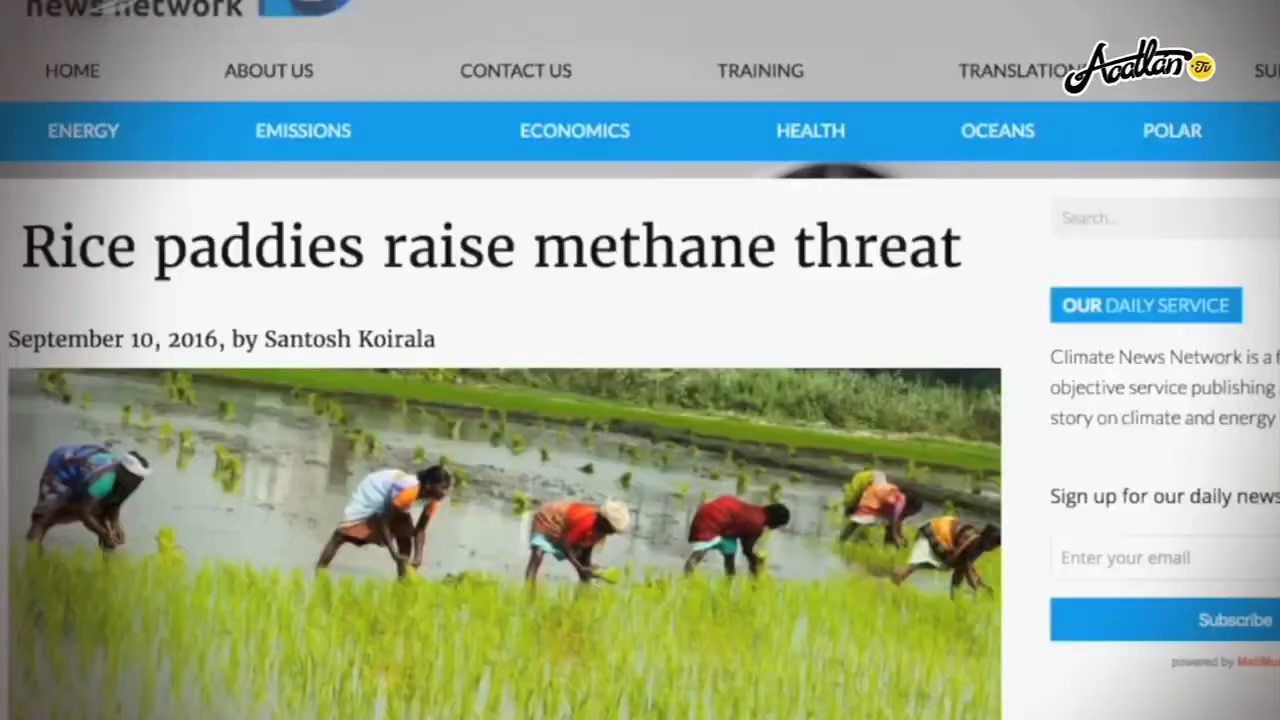 news network
HOME ABOUT US CONTACT US TRAINING TRANSLATION
Acatlán.Tv
ENERGY EMISSIONS ECONOMICS HEALTH OCEANS POLAR
Rice paddies raise methane threat
Search...
September 10, 2016, by Santosh Koirala
OUR DAILY SERVICE
Climate News Network is a
objective service publishing
story on climate and energy
Sign up for our daily news
Enter your email
Subscribe
powered by